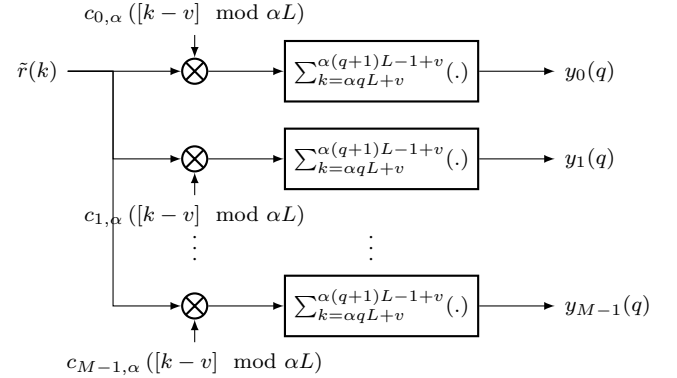 c_{0,α} ([k − v] mod αL)
r̃(k) ∑_{k=αqL+v}^{α(q+1)L−1+v}(.) y_0(q)
∑_{k=αqL+v}^{α(q+1)L−1+v}(.) y_1(q)
c_{1,α} ([k − v] mod αL)
⋮ ⋮
∑_{k=αqL+v}^{α(q+1)L−1+v}(.) y_{M−1}(q)
c_{M−1,α} ([k − v] mod αL)